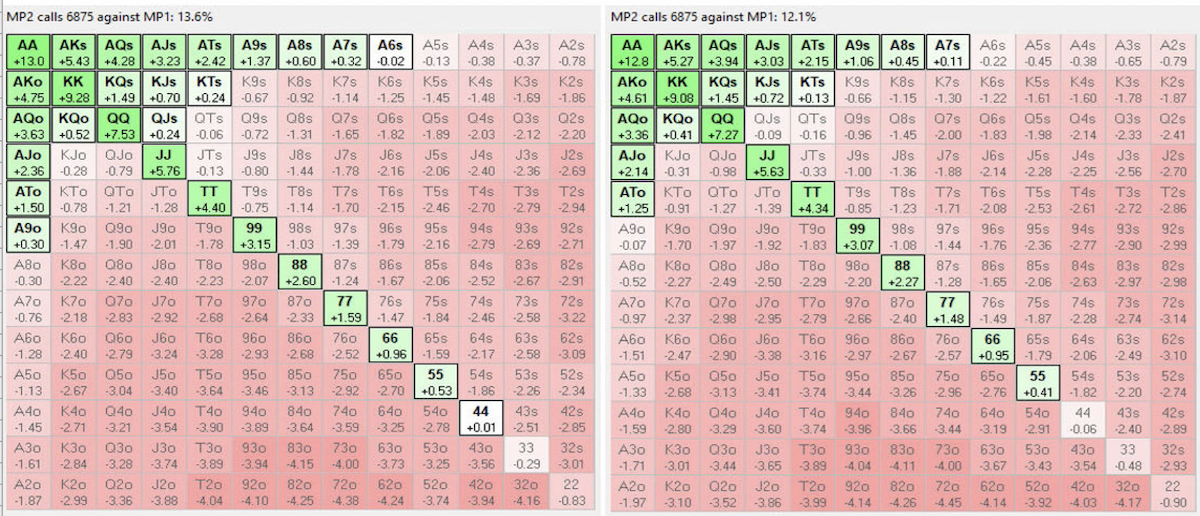 MP2 calls 6875 against MP1: 13.6%
AA AKs AQs AJs ATs A9s A8s A7s A6s A5s A4s A3s A2s
+13.0 +5.43 +4.28 +3.23 +2.42 +1.37 +0.60 +0.32 -0.02 -0.13 -0.38 -0.37 -0.78
AKo KK KQs KJs KTs K9s K8s K7s K6s K5s K4s K3s K2s
+4.75 +9.28 +1.49 +0.70 +0.24 -0.67 -0.92 -1.14 -1.25 -1.45 -1.48 -1.69 -1.86
AQo KQo QQ QJs QTs Q9s Q8s Q7s Q6s Q5s Q4s Q3s Q2s
+3.63 +0.52 +7.53 +0.24 -0.06 -0.72 -1.31 -1.65 -1.82 -1.89 -2.03 -2.12 -2.20
AJo KJo QJo JJ JTs J9s J8s J7s J6s J5s J4s J3s J2s
+2.36 -0.28 -0.79 +5.76 -0.13 -0.80 -1.44 -1.78 -2.16 -2.06 -2.40 -2.36 -2.69
ATo KTo QTo JTo TT T9s T8s T7s T6s T5s T4s T3s T2s
+1.50 -0.78 -1.21 -1.28 +4.40 -0.75 -1.14 -1.70 -2.15 -2.46 -2.70 -2.79 -2.94
A9o K9o Q9o J9o T9o 99 98s 97s 96s 95s 94s 93s 92s
+0.30 -1.47 -1.90 -2.01 -1.78 +3.15 -1.03 -1.39 -1.79 -2.16 -2.79 -2.69 -2.71
A8o K8o Q8o J8o T8o 98o 88 87s 86s 85s 84s 83s 82s
-0.30 -2.22 -2.40 -2.40 -2.23 -2.07 +2.60 -1.24 -1.67 -2.06 -2.52 -2.67 -2.91
A7o K7o Q7o J7o T7o 97o 87o 77 76s 75s 74s 73s 72s
-0.76 -2.18 -2.83 -2.92 -2.68 -2.64 -2.33 +1.59 -1.47 -1.84 -2.46 -2.58 -3.22
A6o K6o Q6o J6o T6o 96o 86o 76o 66 65s 64s 63s 62s
-1.28 -2.40 -2.79 -3.24 -3.28 -2.93 -2.68 -2.52 +0.96 -1.59 -2.17 -2.58 -3.09
A5o K5o Q5o J5o T5o 95o 85o 75o 65o 55 54s 53s 52s
-1.13 -2.67 -3.04 -3.40 -3.64 -3.46 -3.13 -2.92 -2.70 +0.53 -1.86 -2.26 -2.34
A4o K4o Q4o J4o T4o 94o 84o 74o 64o 54o 44 43s 42s
-1.45 -2.71 -3.21 -3.54 -3.90 -3.89 -3.64 -3.59 -3.25 -2.78 +0.01 -2.51 -2.85
A3o K3o Q3o J3o T3o 93o 83o 73o 63o 53o 43o 33 32s
-1.61 -2.84 -3.28 -3.74 -3.89 -3.94 -4.15 -4.00 -3.73 -3.25 -3.56 -0.29 -3.01
A2o K2o Q2o J2o T2o 92o 82o 72o 62o 52o 42o 32o 22
-1.87 -2.99 -3.36 -3.88 -4.04 -4.10 -4.25 -4.38 -4.24 -3.74 -3.94 -4.16 -0.83
MP2 calls 6875 against MP1: 12.1%
AA AKs AQs AJs ATs A9s A8s A7s A6s A5s A4s A3s A2s
+12.8 +5.27 +3.94 +3.03 +2.15 +1.06 +0.45 +0.11 -0.22 -0.45 -0.38 -0.65 -0.79
AKo KK KQs KJs KTs K9s K8s K7s K6s K5s K4s K3s K2s
+4.61 +9.08 +1.45 +0.72 +0.13 -0.66 -1.15 -1.30 -1.22 -1.61 -1.60 -1.78 -1.87
AQo KQo QQ QJs QTs Q9s Q8s Q7s Q6s Q5s Q4s Q3s Q2s
+3.36 +0.41 +7.27 -0.09 -0.16 -0.96 -1.45 -2.00 -1.83 -1.98 -2.14 -2.33 -2.41
AJo KJo QJo JJ JTs J9s J8s J7s J6s J5s J4s J3s J2s
+2.14 -0.31 -0.98 +5.63 -0.33 -1.00 -1.36 -1.88 -2.14 -2.28 -2.25 -2.56 -2.70
ATo KTo QTo JTo TT T9s T8s T7s T6s T5s T4s T3s T2s
+1.25 -0.91 -1.27 -1.39 +4.34 -0.85 -1.23 -1.71 -2.08 -2.53 -2.61 -2.72 -2.86
A9o K9o Q9o J9o T9o 99 98s 97s 96s 95s 94s 93s 92s
-0.07 -1.70 -1.97 -1.92 -1.83 +3.07 -1.08 -1.44 -1.76 -2.36 -2.77 -2.90 -2.99
A8o K8o Q8o J8o T8o 98o 88 87s 86s 85s 84s 83s 82s
-0.52 -2.27 -2.49 -2.50 -2.29 -2.20 +2.27 -1.28 -1.65 -2.06 -2.63 -2.97 -2.98
A7o K7o Q7o J7o T7o 97o 87o 77 76s 75s 74s 73s 72s
-0.97 -2.37 -2.98 -2.95 -2.79 -2.66 -2.40 +1.48 -1.49 -1.87 -2.28 -2.74 -3.14
A6o K6o Q6o J6o T6o 96o 86o 76o 66 65s 64s 63s 62s
-1.51 -2.47 -2.90 -3.38 -3.16 -2.97 -2.67 -2.57 +0.95 -1.79 -2.06 -2.49 -3.10
A5o K5o Q5o J5o T5o 95o 85o 75o 65o 55 54s 53s 52s
-1.33 -2.68 -3.13 -3.41 -3.74 -3.44 -3.26 -2.96 -2.76 +0.41 -1.82 -2.20 -2.74
A4o K4o Q4o J4o T4o 94o 84o 74o 64o 54o 44 43s 42s
-1.59 -2.80 -3.29 -3.60 -3.74 -3.96 -3.66 -3.44 -3.19 -2.91 -0.06 -2.40 -2.89
A3o K3o Q3o J3o T3o 93o 83o 73o 63o 53o 43o 33 32s
-1.71 -3.01 -3.44 -3.65 -3.89 -4.04 -4.11 -4.00 -3.67 -3.43 -3.54 -0.48 -2.93
A2o K2o Q2o J2o T2o 92o 82o 72o 62o 52o 42o 32o 22
-1.97 -3.10 -3.52 -3.86 -3.99 -4.14 -4.26 -4.45 -4.14 -3.92 -4.03 -4.17 -0.90